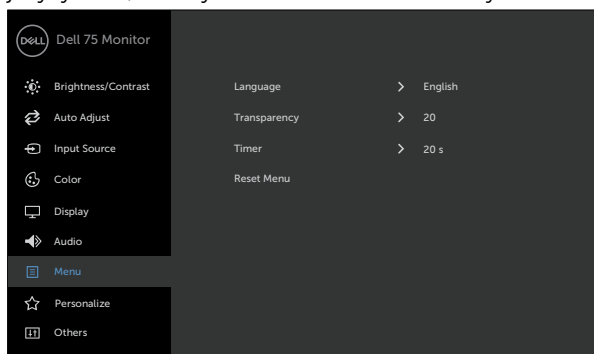 DELL
Dell 75 Monitor
Brightness/Contrast
Auto Adjust
Input Source
Color
Display
Audio
Menu
Personalize
Others
Language > English
Transparency > 20
Timer > 20 s
Reset Menu